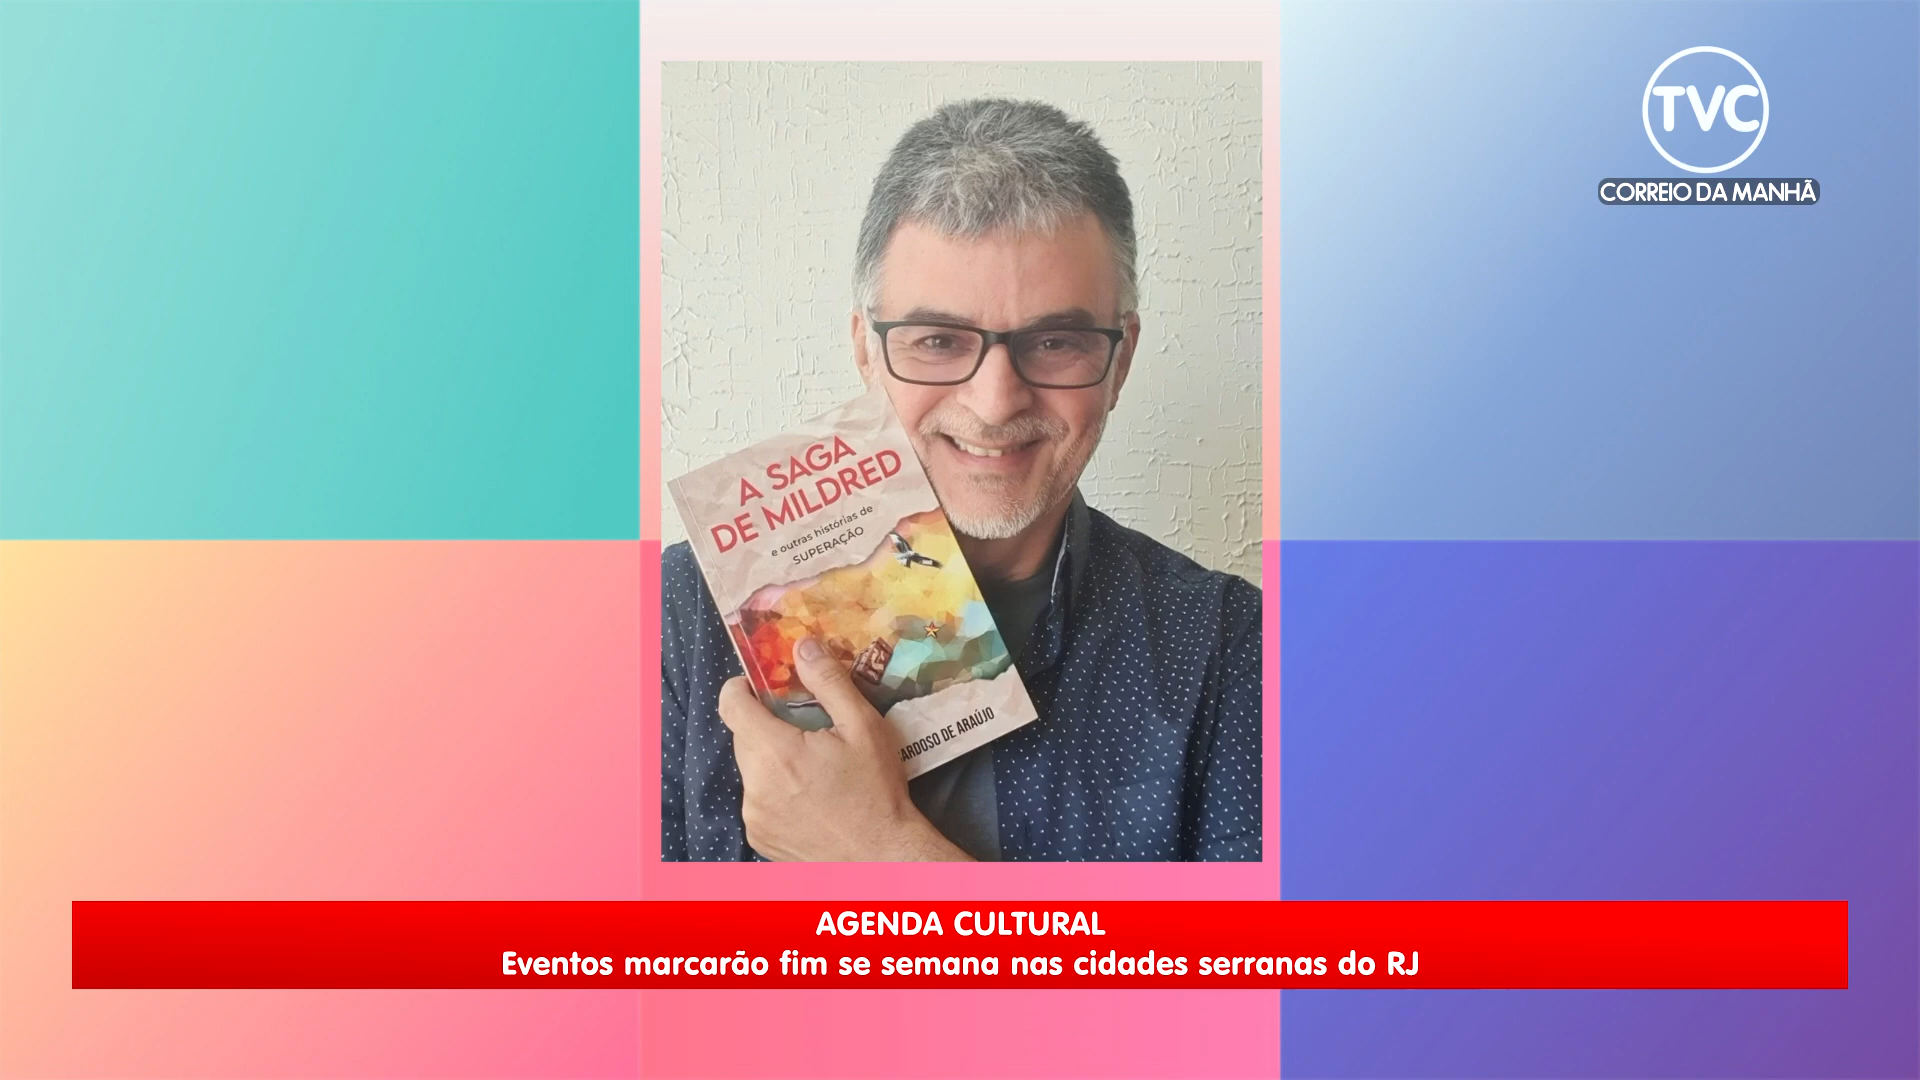 TVC
CORREIO DA MANHÃ
A SAGA
DE MILDRED
e outras histórias de
SUPERAÇÃO
CARDOSO DE ARAÚJO
AGENDA CULTURAL
Eventos marcarão fim se semana nas cidades serranas do RJ